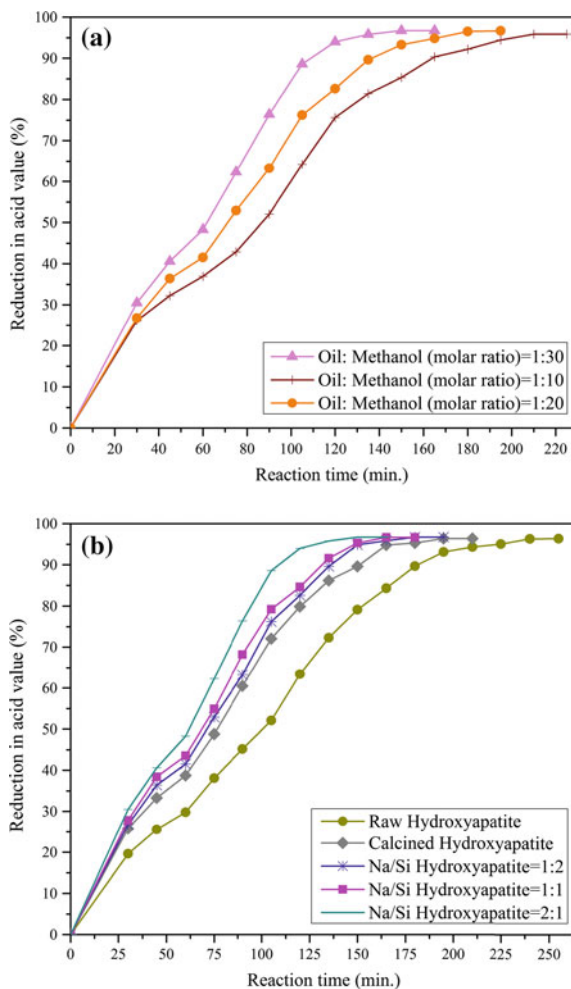 (a)
Reduction in acid value (%)
100
90
80
70
60
50
40
30
20
10
0
Oil: Methanol (molar ratio)=1:30
Oil: Methanol (molar ratio)=1:10
Oil: Methanol (molar ratio)=1:20
0 20 40 60 80 100 120 140 160 180 200 220
Reaction time (min.)
(b)
Reduction in acid value (%)
100
90
80
70
60
50
40
30
20
10
0
Raw Hydroxyapatite
Calcined Hydroxyapatite
Na/Si Hydroxyapatite=1:2
Na/Si Hydroxyapatite=1:1
Na/Si Hydroxyapatite=2:1
0 25 50 75 100 125 150 175 200 225 250
Reaction time (min.)